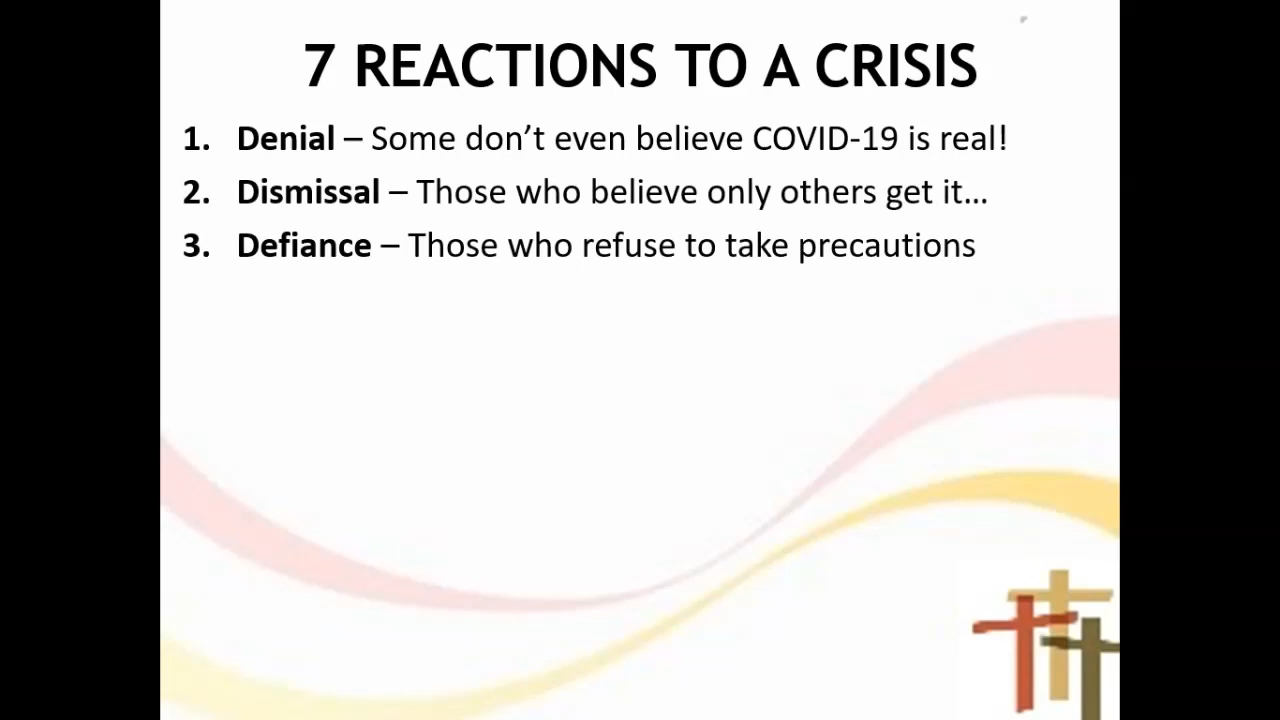 7 REACTIONS TO A CRISIS
1. Denial – Some don’t even believe COVID-19 is real!
2. Dismissal – Those who believe only others get it…
3. Defiance – Those who refuse to take precautions